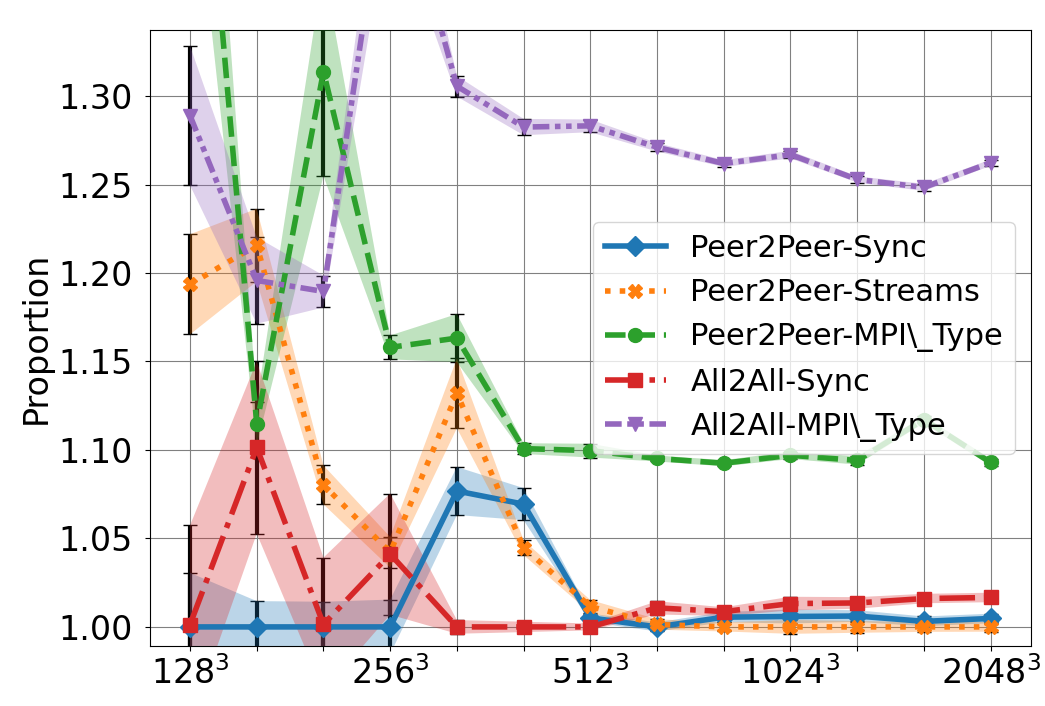 1.30
1.25
1.20
1.15
1.10
1.05
1.00
Proportion
Peer2Peer-Sync
Peer2Peer-Streams
Peer2Peer-MPI\_Type
All2All-Sync
All2All-MPI\_Type
128³ 256³ 512³ 1024³ 2048³